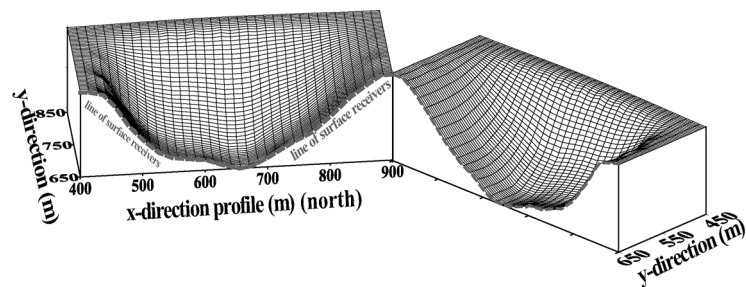 y-direction (m)
850
750
650
line of surface receivers
line of surface receivers
400 500 600 700 800 900
x-direction profile (m) (north)
650 550 450
y-direction (m)